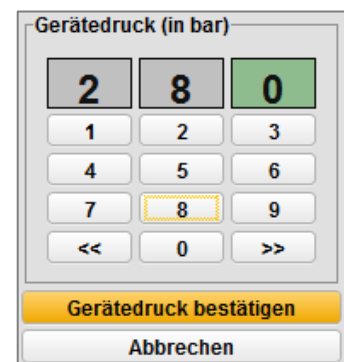 Gerätedruck (in bar)
2 8 0
1 2 3
4 5 6
7 8 9
<< 0 >>
Gerätedruck bestätigen
Abbrechen